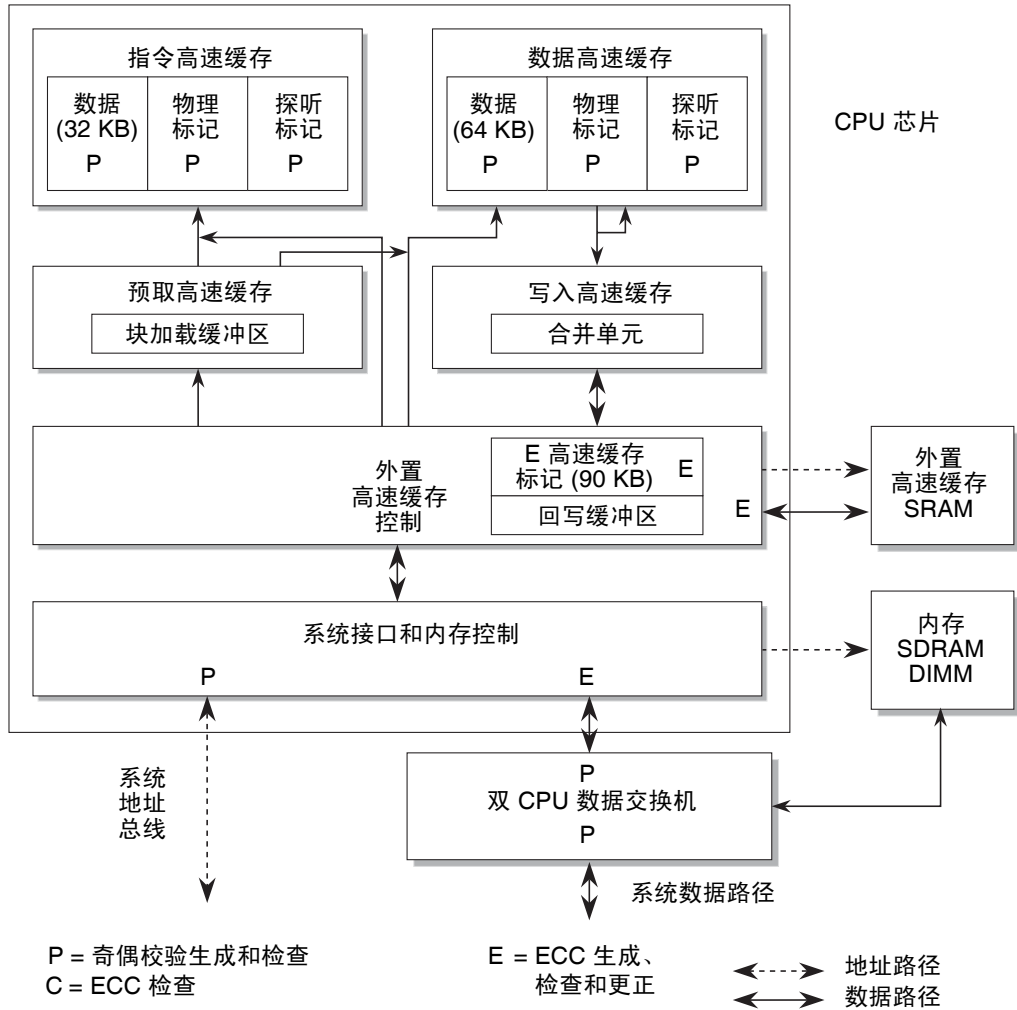 指令高速缓存
数据
(32 KB)
P
物理
标记
P
探听
标记
P
数据高速缓存
数据
(64 KB)
P
物理
标记
P
探听
标记
P
CPU 芯片
预取高速缓存
块加载缓冲区
写入高速缓存
合并单元
外置
高速缓存
控制
E 高速缓存
标记 (90 KB)
E
回写缓冲区
E
外置
高速缓存
SRAM
系统接口和内存控制
P
E
内存
SDRAM
DIMM
系统
地址
总线
P
双 CPU 数据交换机
P
系统数据路径
P = 奇偶校验生成和检查
C = ECC 检查
E = ECC 生成、
检查和更正
地址路径
数据路径